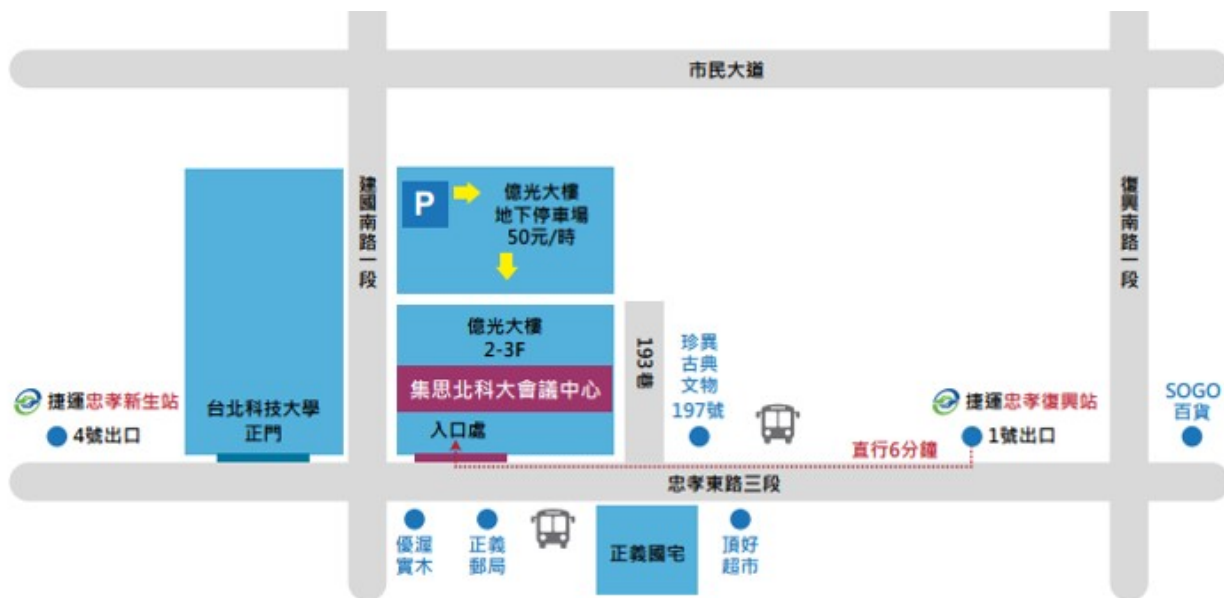 市民大道
建國南路一段
復興南路一段
P
億光大樓
地下停車場
50元/時
億光大樓
2-3F
集思北科大會議中心
入口處
193巷
珍異
古典
文物
197號
捷運忠孝新生站
4號出口
台北科技大學
正門
捷運忠孝復興站
1號出口
SOGO
百貨
直行6分鐘
忠孝東路三段
優渥
實木
正義
郵局
正義國宅
頂好
超市